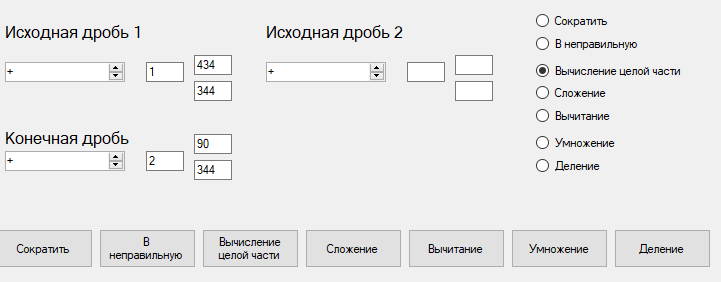 Исходная дробь 1
Исходная дробь 2
+
1
434
344
+
Конечная дробь
+
2
90
344
Сократить
В неправильную
Вычисление целой части
Сложение
Вычитание
Умножение
Деление
Сократить
В
неправильную
Вычисление
целой части
Сложение
Вычитание
Умножение
Деление